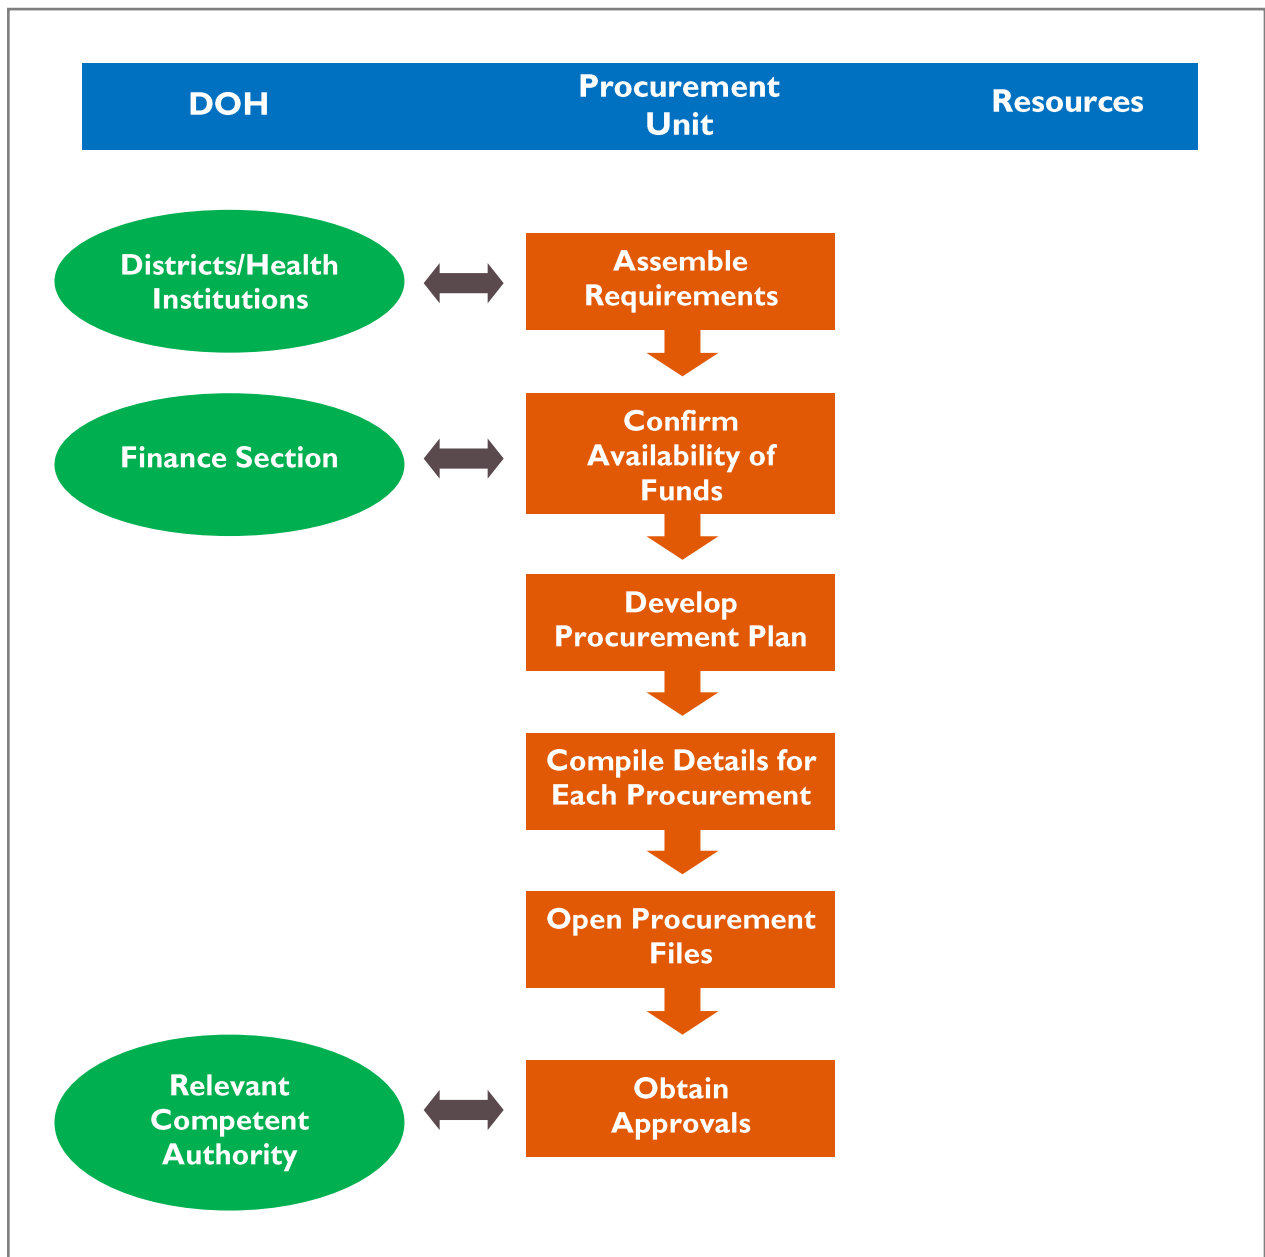 DOH
Procurement
Unit
Resources
Districts/Health
Institutions
Assemble
Requirements
Finance Section
Confirm
Availability of
Funds
Develop
Procurement Plan
Compile Details for
Each Procurement
Open Procurement
Files
Relevant
Competent
Authority
Obtain
Approvals